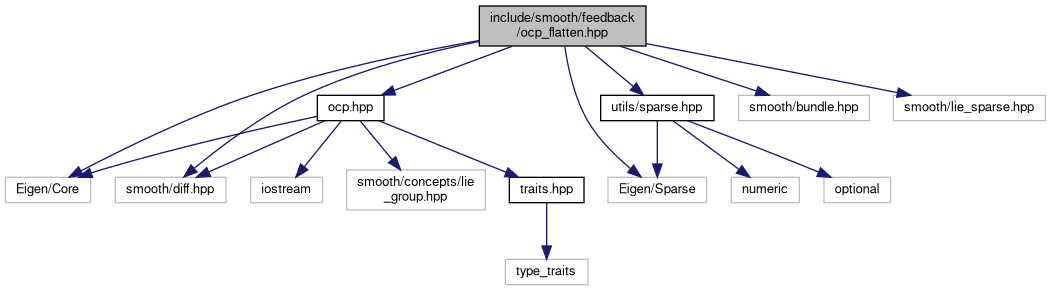 include/smooth/feedback
/ocp_flatten.hpp
ocp.hpp
utils/sparse.hpp
smooth/bundle.hpp
smooth/lie_sparse.hpp
Eigen/Core
smooth/diff.hpp
iostream
smooth/concepts/lie
_group.hpp
traits.hpp
Eigen/Sparse
numeric
optional
type_traits